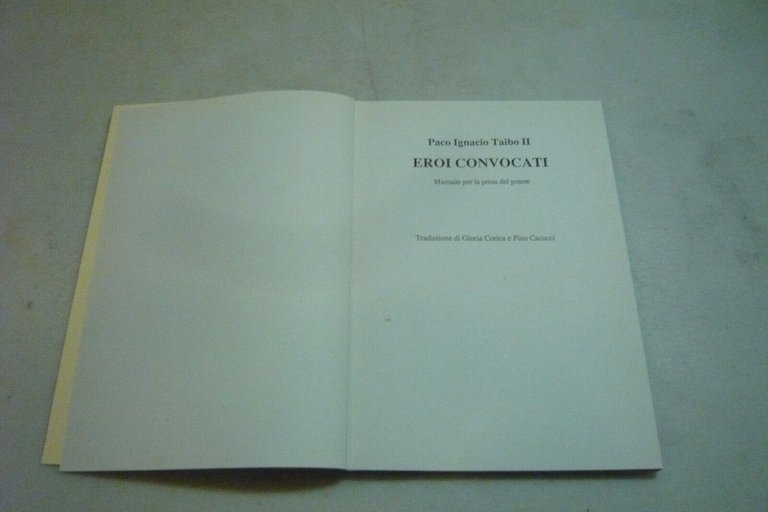 Paco Ignacio Taibo II
EROI CONVOCATI
Manuale per la presa del potere
Traduzione di Gloria Corica e Pino Cacucci